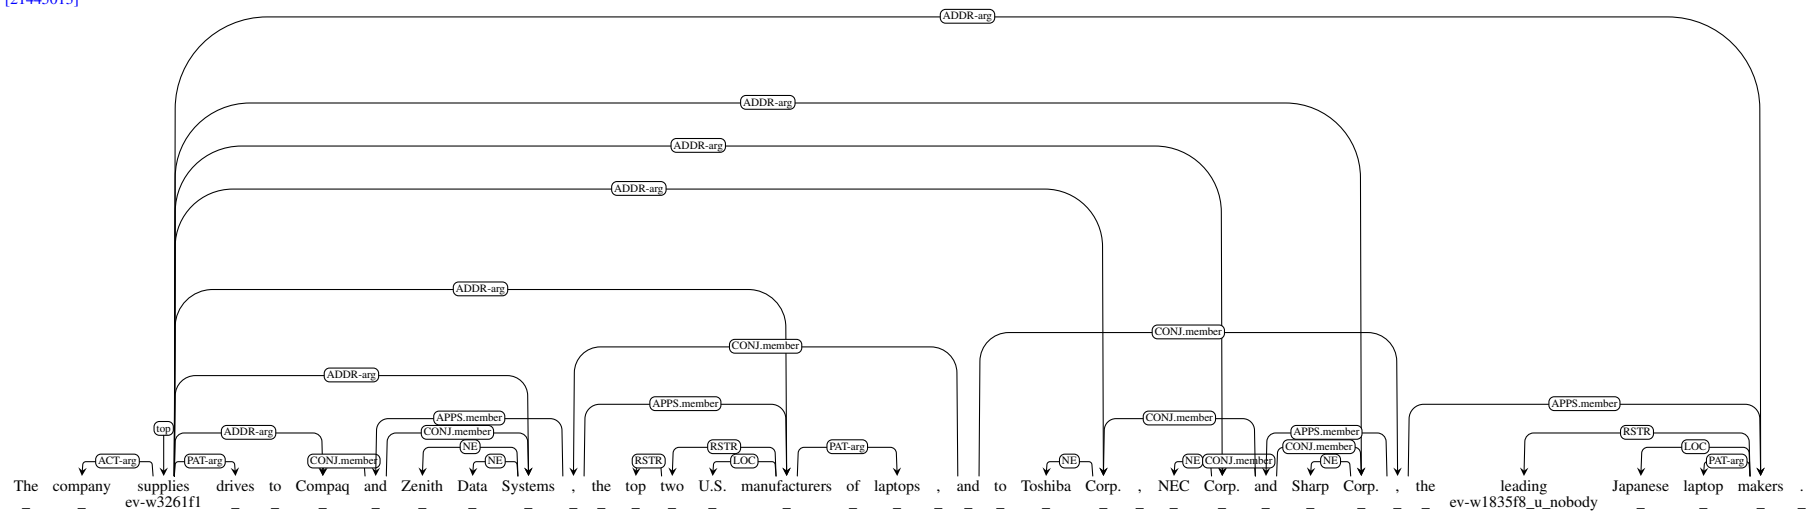 [21445015]
ADDR-arg
ADDR-arg
ADDR-arg
ADDR-arg
ADDR-arg
CONJ.member
CONJ.member
ADDR-arg
APPS.member APPS.member
APPS.member CONJ.member
top ADDR-arg CONJ.member APPS.member RSTR
NE RSTR PAT-arg CONJ.member LOC
ACT-arg PAT-arg CONJ.member NE RSTR LOC NE NE CONJ.member NE PAT-arg
The company supplies drives to Compaq and Zenith Data Systems , the top two U.S. manufacturers of laptops , and to Toshiba Corp. , NEC Corp. and Sharp Corp. , the leading Japanese laptop makers .
_ _ ev-w3261f1 _ _ _ _ _ _ _ _ _ _ _ _ _ _ _ _ _ _ _ _ _ _ _ _ _ _ _ _ ev-w1835f8_u_nobody _ _ _ _